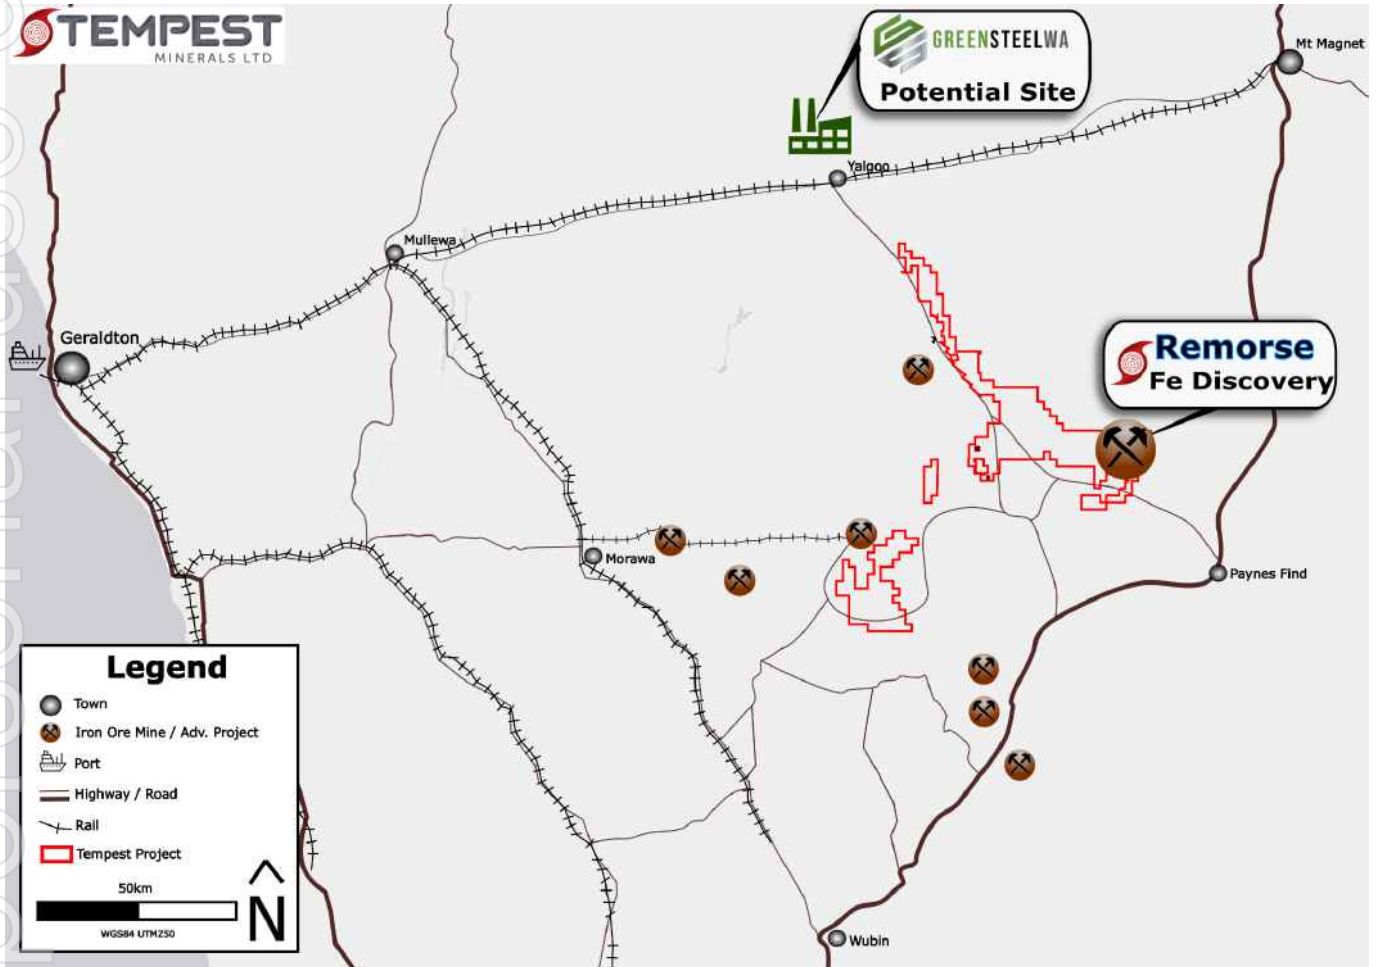 TEMPEST
MINERALS LTD
GREENSTEELWA
Potential Site
Mt Magnet
Yalgoo
Mullewa
Geraldton
Remorse
Fe Discovery
Morawa
Paynes Find
Legend
Town
Iron Ore Mine / Adv. Project
Port
Highway / Road
Rail
Tempest Project
50km
WGS84 UTMZ50
N
Wubin